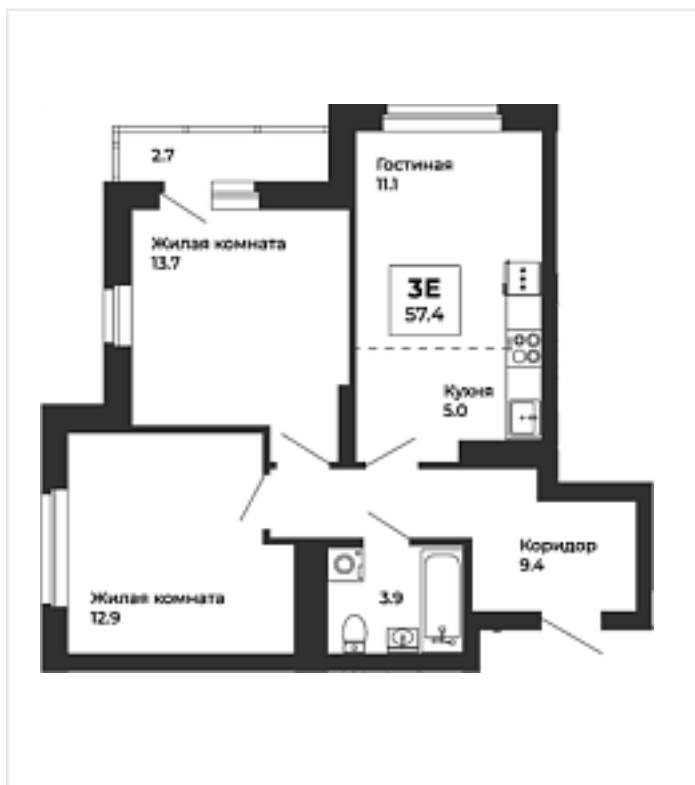 2.7
Гостиная
11.1
Жилая комната
13.7
3Е
57.4
Кухня
5.0
Коридор
9.4
Жилая комната
12.9
3.9